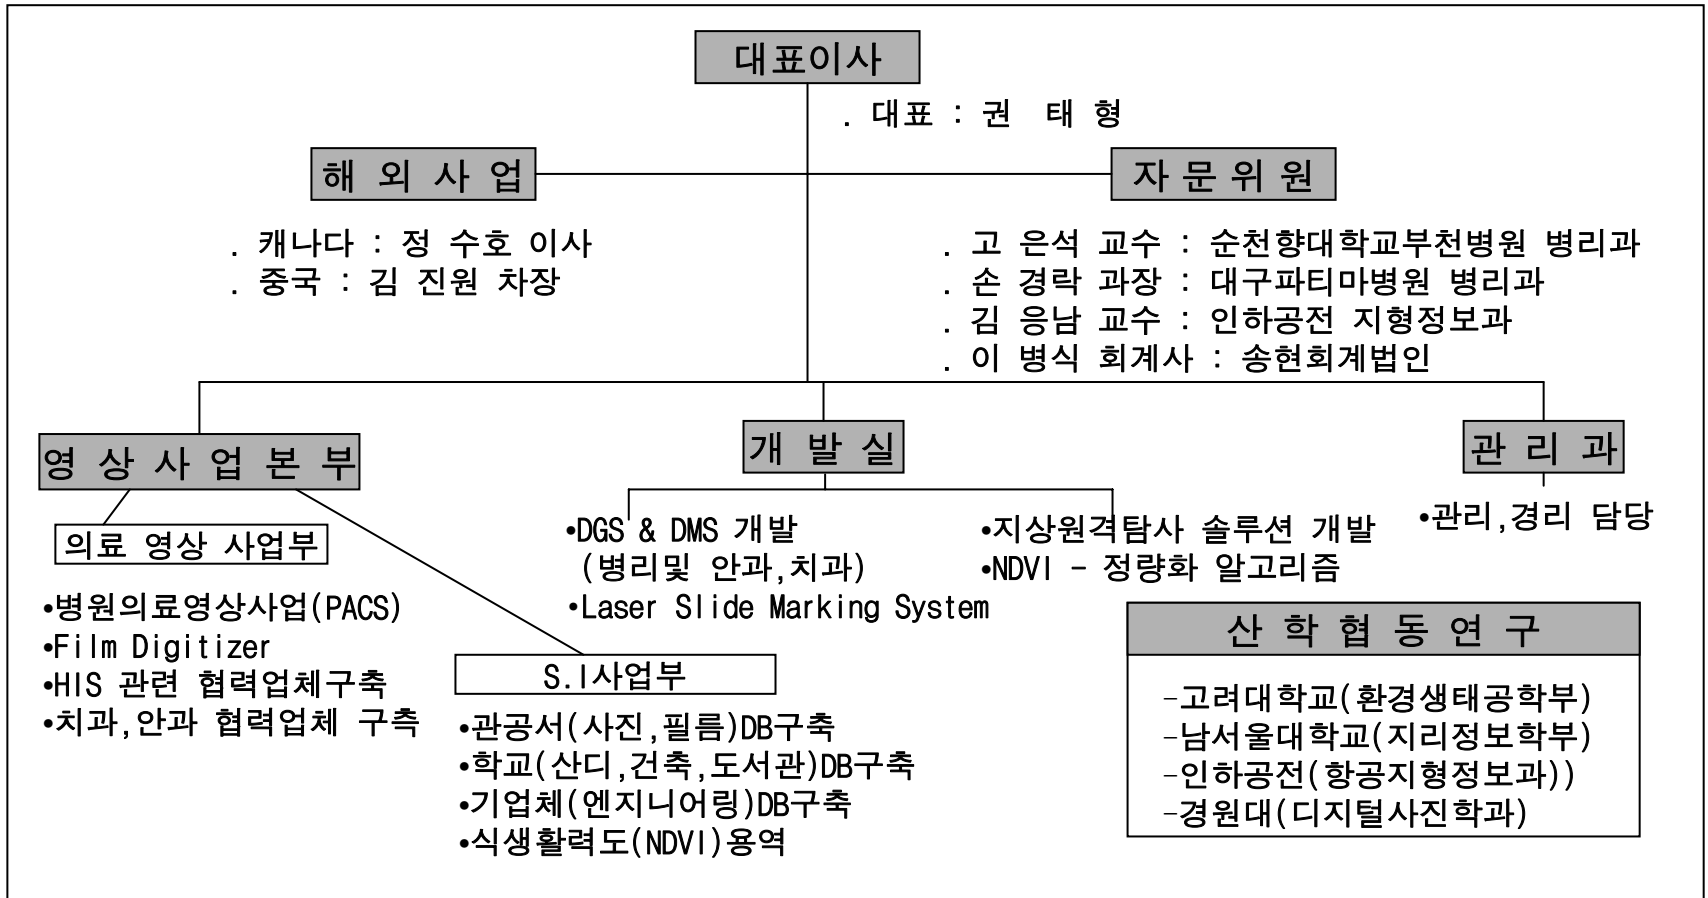 대표이사
. 대표 : 권 태 형
해 외 사 업
. 캐나다 : 정 수호 이사
. 중국 : 김 진원 차장
자 문 위 원
. 고 은석 교수 : 순천향대학교부천병원 병리과
. 손 경락 과장 : 대구파티마병원 병리과
. 김 응남 교수 : 인하공전 지형정보과
. 이 병식 회계사 : 송현회계법인
영 상 사 업 본 부
의료 영상 사업부
•병원의료영상사업(PACS)
•Film Digitizer
•HIS 관련 협력업체구축
•치과,안과 협력업체 구측
S.I사업부
•관공서(사진,필름)DB구축
•학교(산디,건축,도서관)DB구축
•기업체(엔지니어링)DB구축
•식생활력도(NDVI)용역
개 발 실
•DGS & DMS 개발
(병리및 안과,치과)
•Laser Slide Marking System
•지상원격탐사 솔루션 개발
•NDVI - 정량화 알고리즘
관 리 과
•관리,경리 담당
산 학 협 동 연 구
-고려대학교(환경생태공학부)
-남서울대학교(지리정보학부)
-인하공전(항공지형정보과))
-경원대(디지털사진학과)